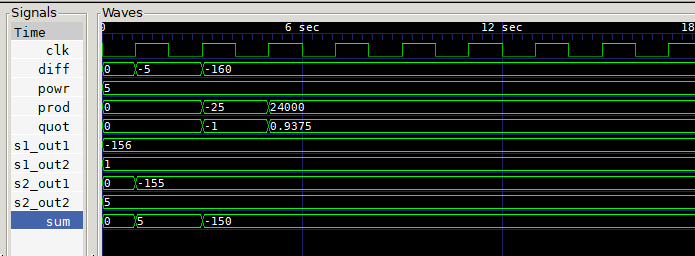 Signals Waves
Time 0 6 sec 12 sec 18
clk
diff 0 -5 -160
powr 5
prod 0 -25 24000
quot 0 -1 0.9375
s1_out1 -156
s1_out2 1
s2_out1 0 -155
s2_out2 5
sum 0 5 -150